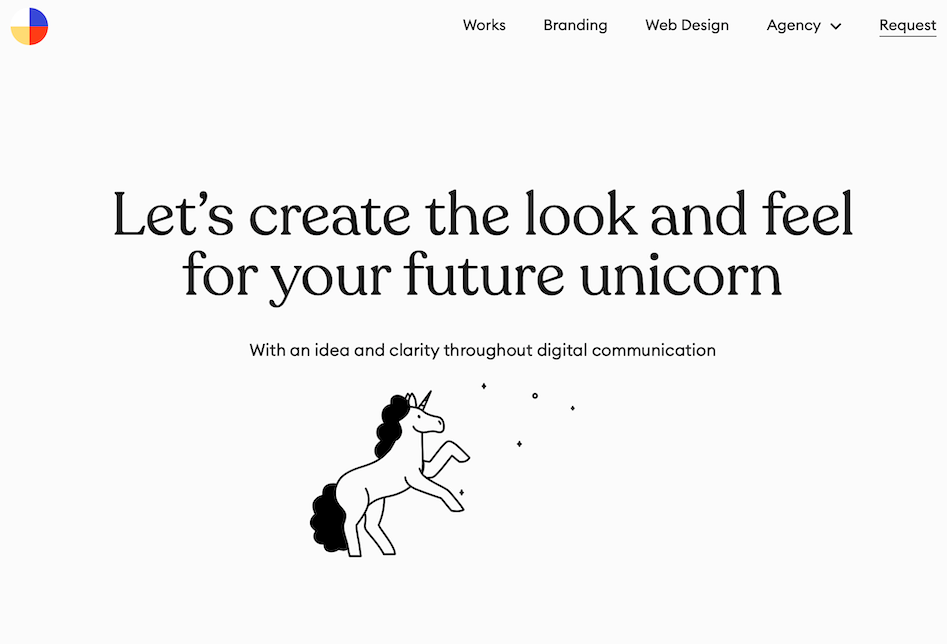 Works Branding Web Design Agency Request
Let’s create the look and feel
for your future unicorn
With an idea and clarity throughout digital communication